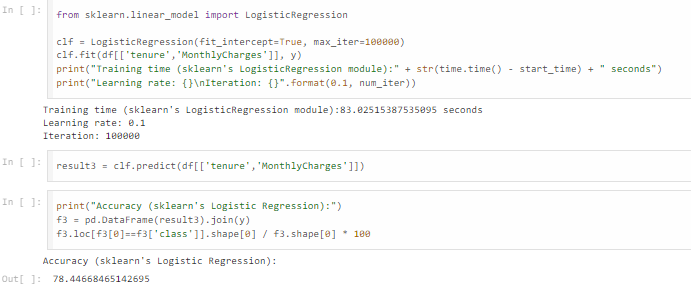 In [ ]:
from sklearn.linear_model import LogisticRegression
clf = LogisticRegression(fit_intercept=True, max_iter=100000)
clf.fit(df[['tenure','MonthlyCharges']], y)
print("Training time (sklearn's LogisticRegression module):" + str(time.time() - start_time) + " seconds")
print("Learning rate: {}\nIteration: {}".format(0.1, num_iter))
Training time (sklearn's LogisticRegression module):83.02515387535095 seconds
Learning rate: 0.1
Iteration: 100000
In [ ]:
result3 = clf.predict(df[['tenure','MonthlyCharges']])
In [ ]:
print("Accuracy (sklearn's Logistic Regression):")
f3 = pd.DataFrame(result3).join(y)
f3.loc[f3[0]==f3['class']].shape[0] / f3.shape[0] * 100
Accuracy (sklearn's Logistic Regression):
Out[ ]: 78.44668465142695